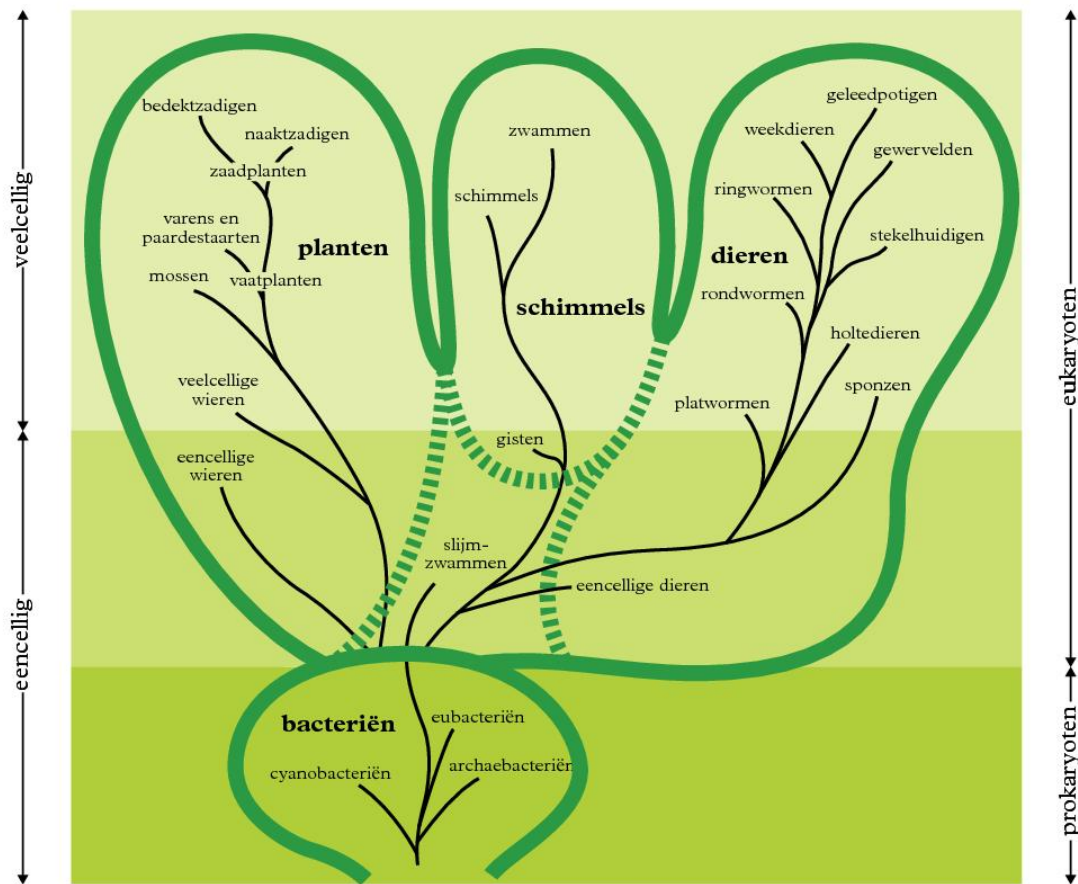 veelcellig
eencellig
bedektzadigen
naaktzadigen
zaadplanten
varens en
paardestaarten
planten
mossen
vaatplanten
veelcellige
wieren
eencellige
wieren
zwammen
schimmels
schimmels
gisten
slijm-
zwammen
geleedpotigen
weekdieren
gewervelden
ringwormen
stekelhuidigen
dieren
rondwormen
holtedieren
sponzen
platwormen
eencellige dieren
bacteriën
eubacteriën
cyanobacteriën
archaebacteriën
eukaryoten
prokaryoten